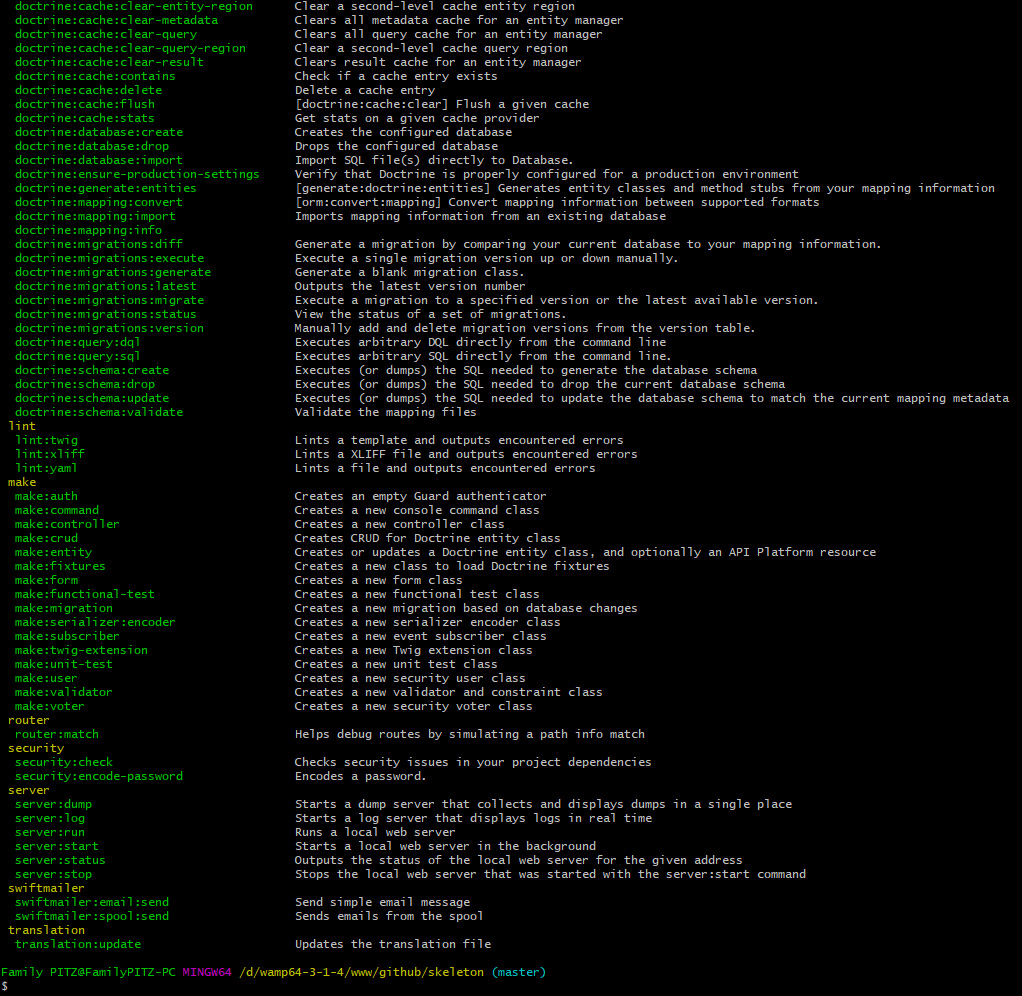 doctrine:cache:clear-entity-region Clear a second-level cache entity region
doctrine:cache:clear-metadata Clears all metadata cache for an entity manager
doctrine:cache:clear-query Clears all query cache for an entity manager
doctrine:cache:clear-query-region Clear a second-level cache query region
doctrine:cache:clear-result Clears result cache for an entity manager
doctrine:cache:contains Check if a cache entry exists
doctrine:cache:delete Delete a cache entry
doctrine:cache:flush [doctrine:cache:clear] Flush a given cache
doctrine:cache:stats Get stats on a given cache provider
doctrine:database:create Creates the configured database
doctrine:database:drop Drops the configured database
doctrine:database:import Import SQL file(s) directly to Database.
doctrine:ensure-production-settings Verify that Doctrine is properly configured for a production environment
doctrine:generate:entities [generate:doctrine:entities] Generates entity classes and method stubs from your mapping information
doctrine:mapping:convert [orm:convert:mapping] Convert mapping information between supported formats
doctrine:mapping:import Imports mapping information from an existing database
doctrine:mapping:info
doctrine:migrations:diff Generate a migration by comparing your current database to your mapping information.
doctrine:migrations:execute Execute a single migration version up or down manually.
doctrine:migrations:generate Generate a blank migration class.
doctrine:migrations:latest Outputs the latest version number
doctrine:migrations:migrate Execute a migration to a specified version or the latest available version.
doctrine:migrations:status View the status of a set of migrations.
doctrine:migrations:version Manually add and delete migration versions from the version table.
doctrine:query:dql Executes arbitrary DQL directly from the command line
doctrine:query:sql Executes arbitrary SQL directly from the command line.
doctrine:schema:create Executes (or dumps) the SQL needed to generate the database schema
doctrine:schema:drop Executes (or dumps) the SQL needed to drop the current database schema
doctrine:schema:update Executes (or dumps) the SQL needed to update the database schema to match the current mapping metadata
doctrine:schema:validate Validate the mapping files
lint
lint:twig Lints a template and outputs encountered errors
lint:xliff Lints a XLIFF file and outputs encountered errors
lint:yaml Lints a file and outputs encountered errors
make
make:auth Creates an empty Guard authenticator
make:command Creates a new console command class
make:controller Creates a new controller class
make:crud Creates CRUD for Doctrine entity class
make:entity Creates or updates a Doctrine entity class, and optionally an API Platform resource
make:fixtures Creates a new class to load Doctrine fixtures
make:form Creates a new form class
make:functional-test Creates a new functional test class
make:migration Creates a new migration based on database changes
make:serializer:encoder Creates a new serializer encoder class
make:subscriber Creates a new event subscriber class
make:twig-extension Creates a new Twig extension class
make:unit-test Creates a new unit test class
make:user Creates a new security user class
make:validator Creates a new validator and constraint class
make:voter Creates a new security voter class
router
router:match Helps debug routes by simulating a path info match
security
security:check Checks security issues in your project dependencies
security:encode-password Encodes a password.
server
server:dump Starts a dump server that collects and displays dumps in a single place
server:log Starts a log server that displays logs in real time
server:run Runs a local web server
server:start Starts a local web server in the background
server:status Outputs the status of the local web server for the given address
server:stop Stops the local web server that was started with the server:start command
swiftmailer
swiftmailer:email:send Send simple email message
swiftmailer:spool:send Sends emails from the spool
translation
translation:update Updates the translation file
Family PITZ@FamilyPITZ-PC MINGW64 /d/wamp64-3-1-4/www/github/skeleton (master)
$